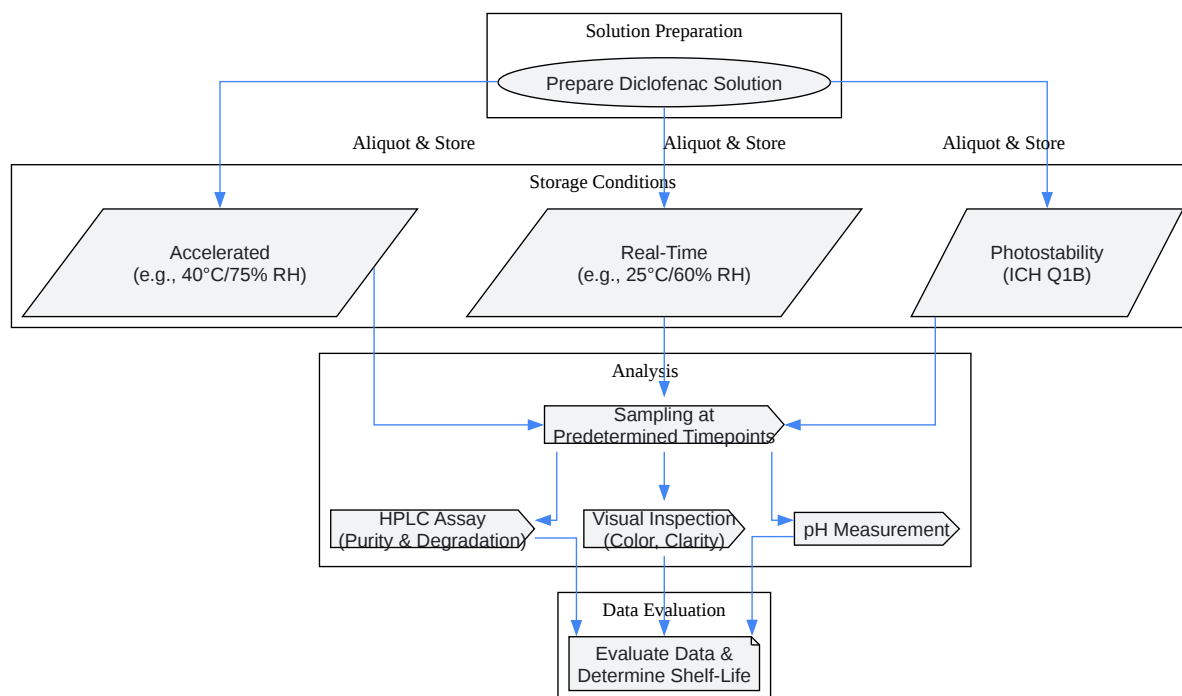 Solution Preparation
Prepare Diclofenac Solution
Aliquot & Store
Aliquot & Store
Aliquot & Store
Storage Conditions
Accelerated
(e.g., 40°C/75% RH)
Real-Time
(e.g., 25°C/60% RH)
Photostability
(ICH Q1B)
Analysis
Sampling at
Predetermined Timepoints
HPLC Assay
(Purity & Degradation)
Visual Inspection
(Color, Clarity)
pH Measurement
Data Evaluation
Evaluate Data &
Determine Shelf-Life